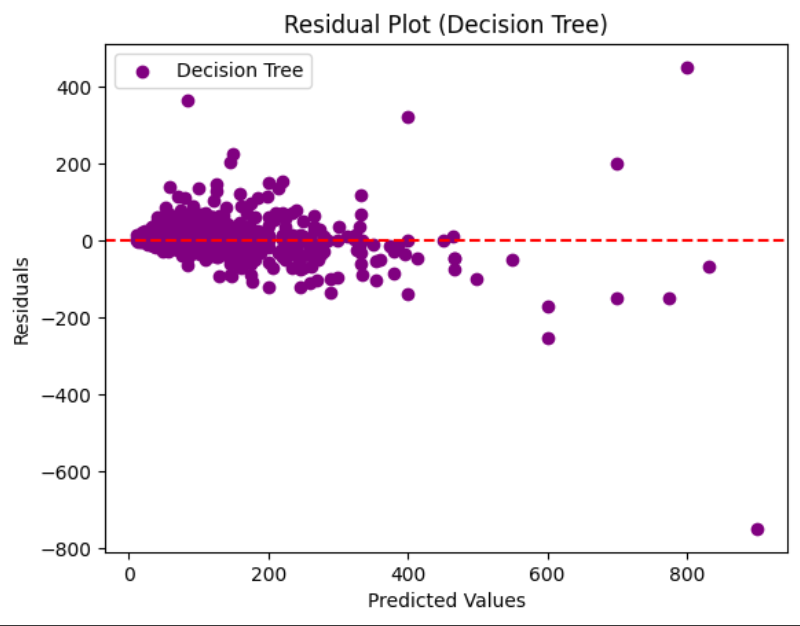 Residual Plot (Decision Tree)
Decision Tree
400
200
0
−200
−400
−600
−800
Residuals
0 200 400 600 800
Predicted Values